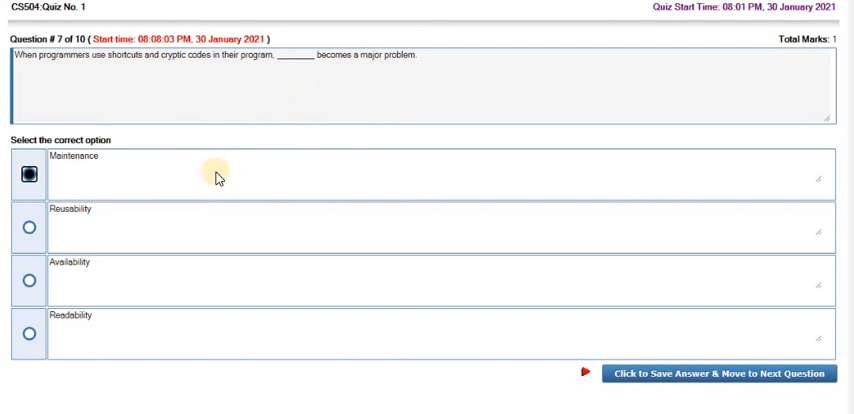 CS504:Quiz No. 1
Quiz Start Time: 08:01 PM, 30 January 2021
Question # 7 of 10 ( Start time: 08:08:03 PM, 30 January 2021 )
Total Marks: 1
When programmers use shortcuts and cryptic codes in their program, ________ becomes a major problem.
Select the correct option
Maintenance
Reusability
Availability
Readability
Click to Save Answer & Move to Next Question